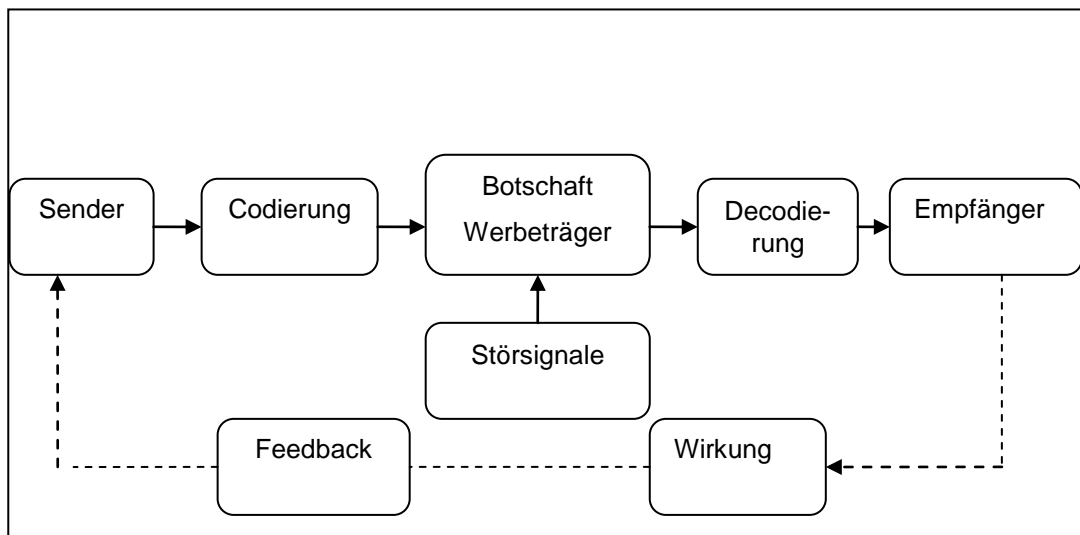 Sender
Codierung
Botschaft
Werbeträger
Decodie-
rung
Empfänger
Störsignale
Feedback
Wirkung